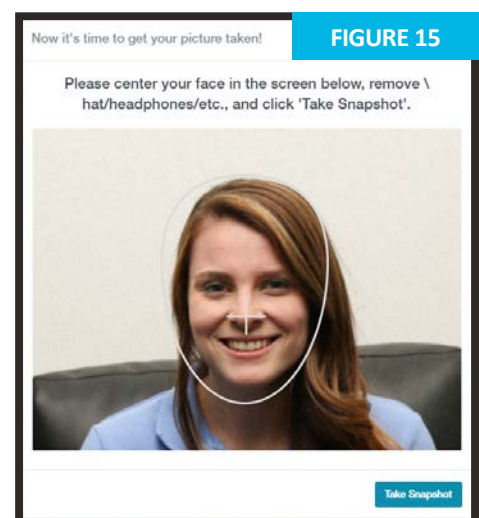 Now it's time to get your picture taken!
FIGURE 15
Please center your face in the screen below, remove \
hat/headphones/etc., and click 'Take Snapshot'.
Take Snapshot